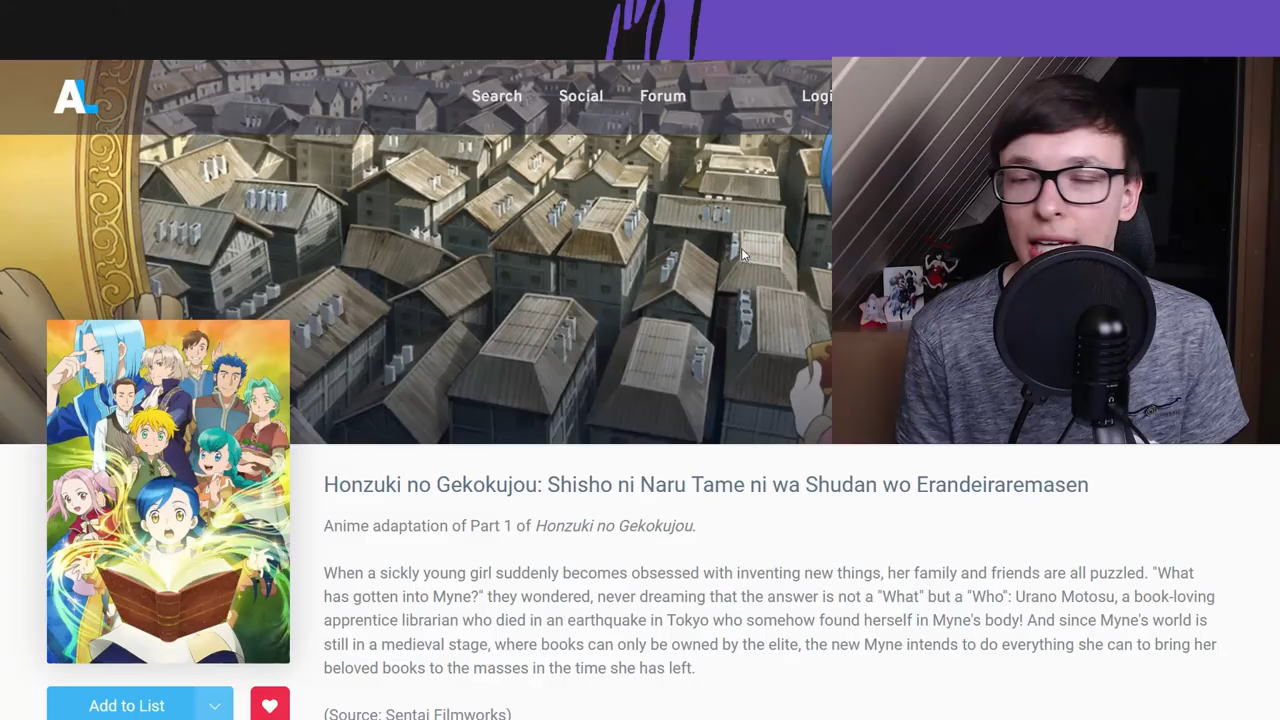 AL Search Social Forum Logi
Honzuki no Gekokujou: Shisho ni Naru Tame ni wa Shudan wo Erandeiraremasen
Anime adaptation of Part 1 of Honzuki no Gekokujou.
When a sickly young girl suddenly becomes obsessed with inventing new things, her family and friends are all puzzled. "What
has gotten into Myne?" they wondered, never dreaming that the answer is not a "What" but a "Who": Urano Motosu, a book-loving
apprentice librarian who died in an earthquake in Tokyo who somehow found herself in Myne's body! And since Myne's world is
still in a medieval stage, where books can only be owned by the elite, the new Myne intends to do everything she can to bring her
beloved books to the masses in the time she has left.
Add to List
(Source: Sentai Filmworks)